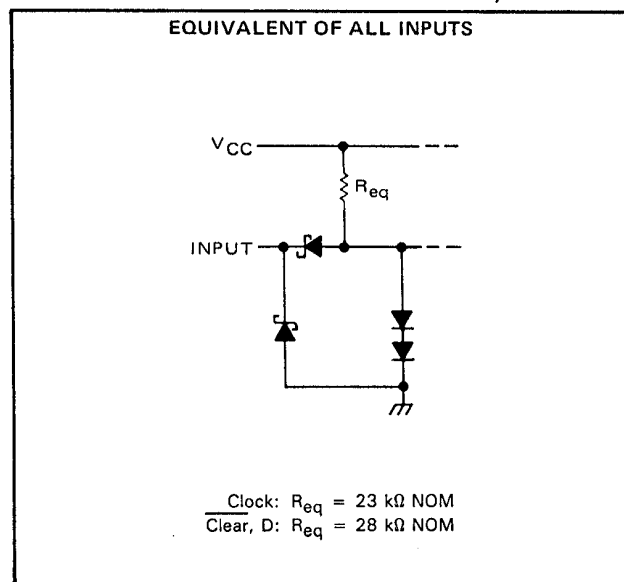 EQUIVALENT OF ALL INPUTS
VCC
Req
INPUT
Clock: Req = 23 kΩ NOM
Clear, D: Req = 28 kΩ NOM